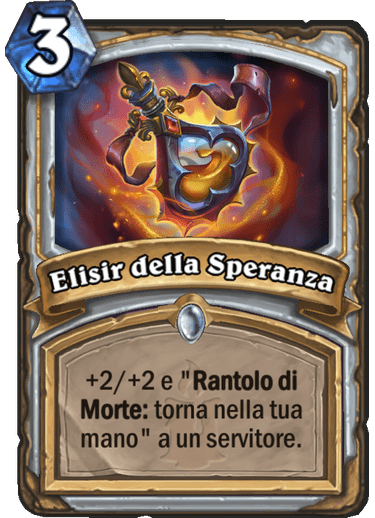 3
Elisir della Speranza
+2/+2 e "Rantolo di
Morte: torna nella tua
mano" a un servitore.